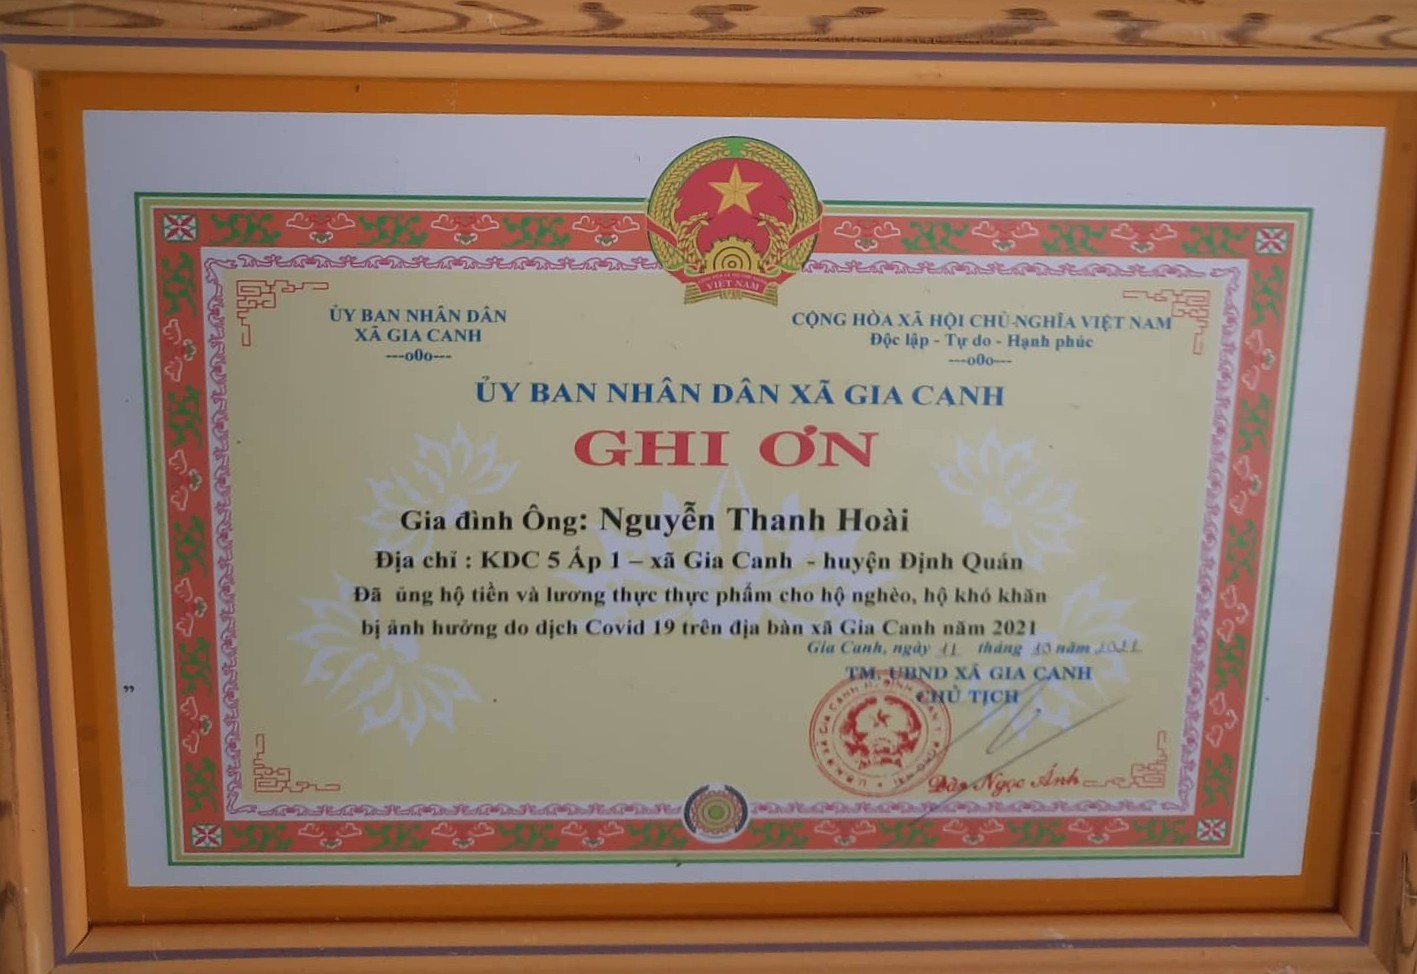 VIỆT NAM
ỦY BAN NHÂN DÂN
XÃ GIA CANH
---o0o---
CỘNG HÒA XÃ HỘI CHỦ NGHĨA VIỆT NAM
Độc lập - Tự do - Hạnh phúc
---o0o---
ỦY BAN NHÂN DÂN XÃ GIA CANH
GHI ƠN
Gia đình Ông: Nguyễn Thanh Hoài
Địa chỉ : KDC 5 Ấp 1 – xã Gia Canh - huyện Định Quán
Đã ủng hộ tiền và lương thực thực phẩm cho hộ nghèo, hộ khó khăn
bị ảnh hưởng do dịch Covid 19 trên địa bàn xã Gia Canh năm 2021
Gia Canh, ngày 11 tháng 10 năm 2021
TM. UBND XÃ GIA CANH
CHỦ TỊCH
Ngọc Ánh